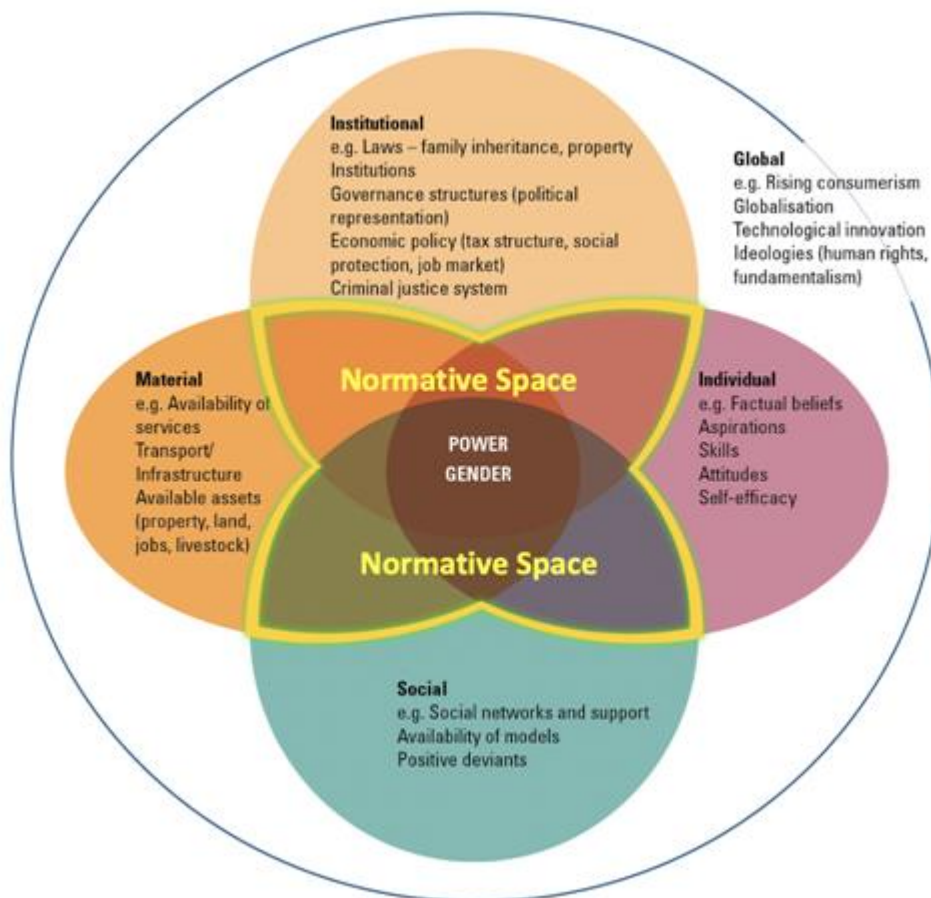 Institutional
e.g. Laws – family inheritance, property
Institutions
Governance structures (political
representation)
Economic policy (tax structure, social
protection, job market)
Criminal justice system
Global
e.g. Rising consumerism
Globalisation
Technological innovation
Ideologies (human rights,
fundamentalism)
Material
e.g. Availability of
services
Transport/
Infrastructure
Available assets
(property, land,
jobs, livestock)
Normative Space
POWER
GENDER
Individual
e.g. Factual beliefs
Aspirations
Skills
Attitudes
Self-efficacy
Normative Space
Social
e.g. Social networks and support
Availability of models
Positive deviants